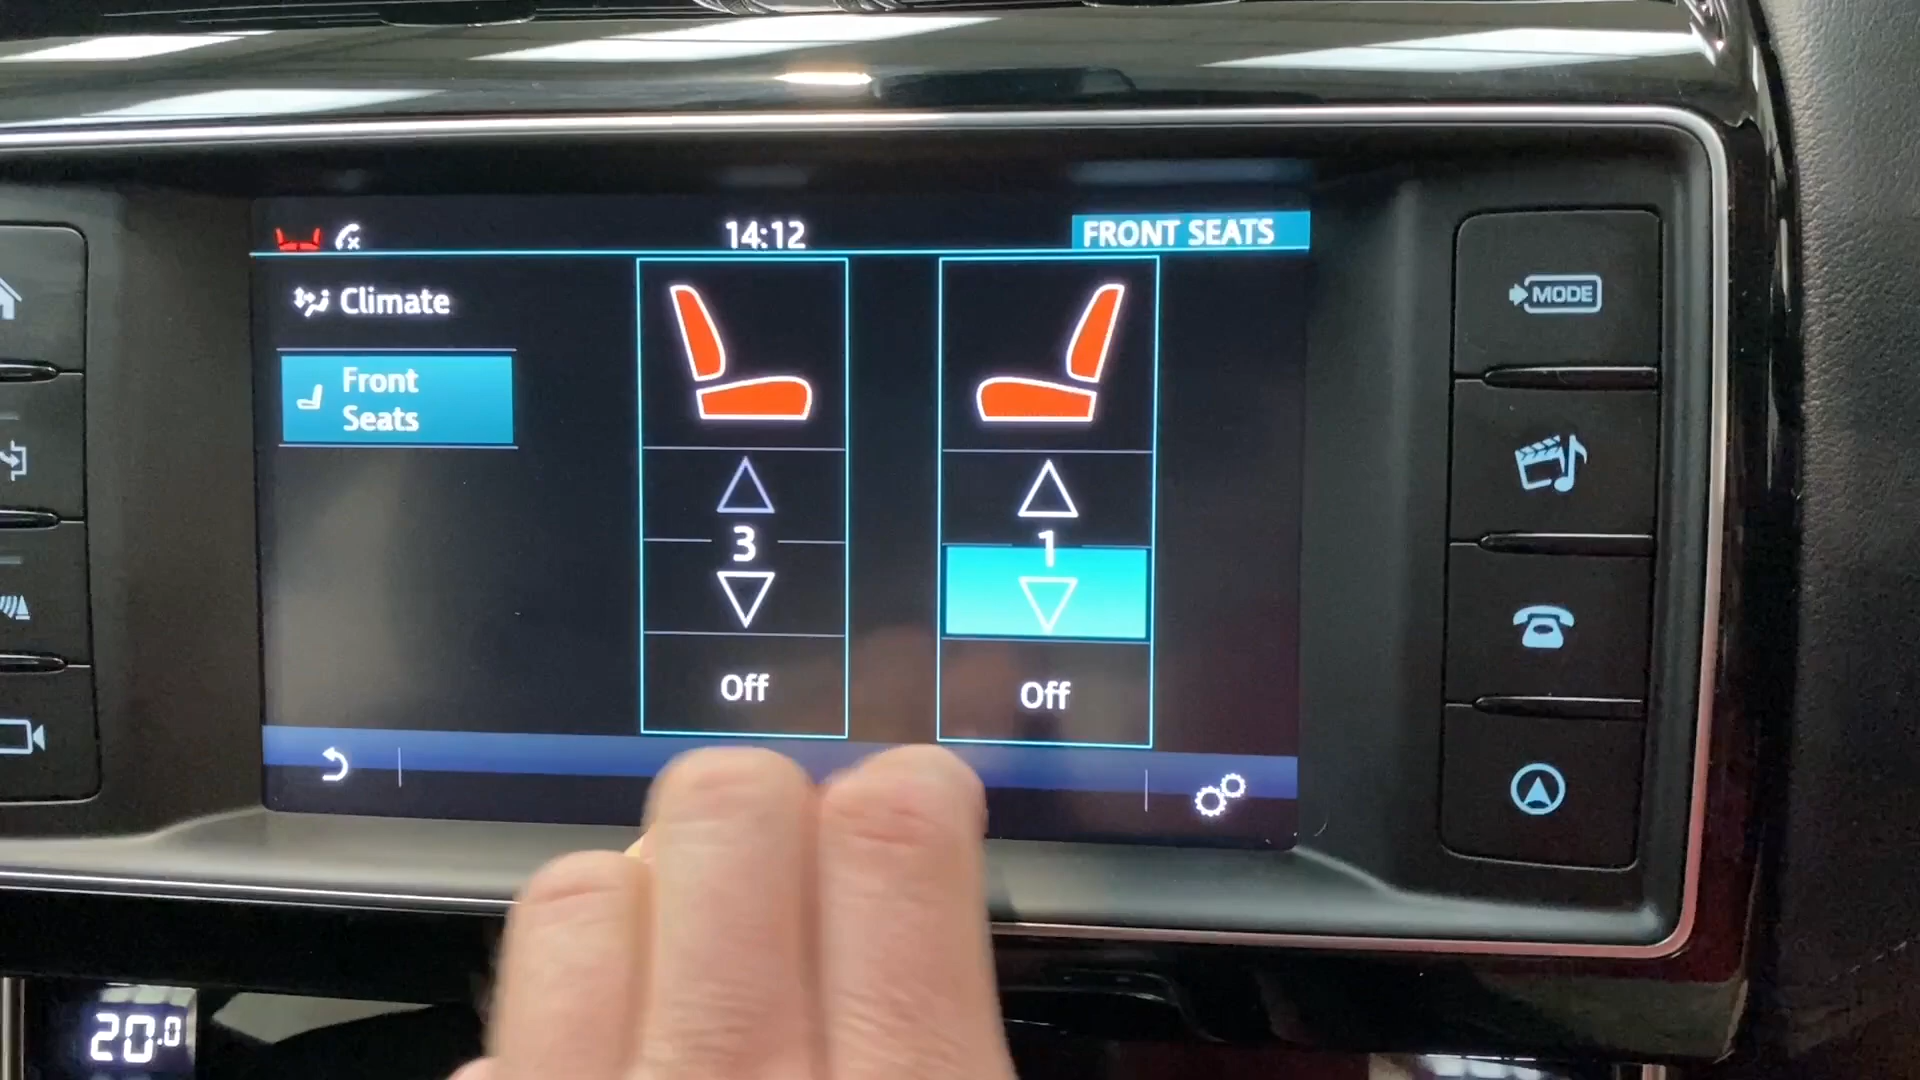 14:12
FRONT SEATS
Climate
Front
Seats
3
1
Off
Off
MODE
20.0